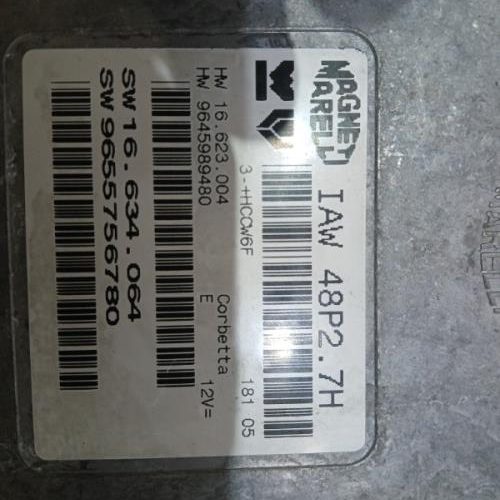 MAGNETI
MARELLI
IAW 48P2.7H
3-+HCCW6F
181 05
HW 16.623.004
Corbetta
12V=
HW 9645989480
E
SW 16.634.064
SW 9655756780